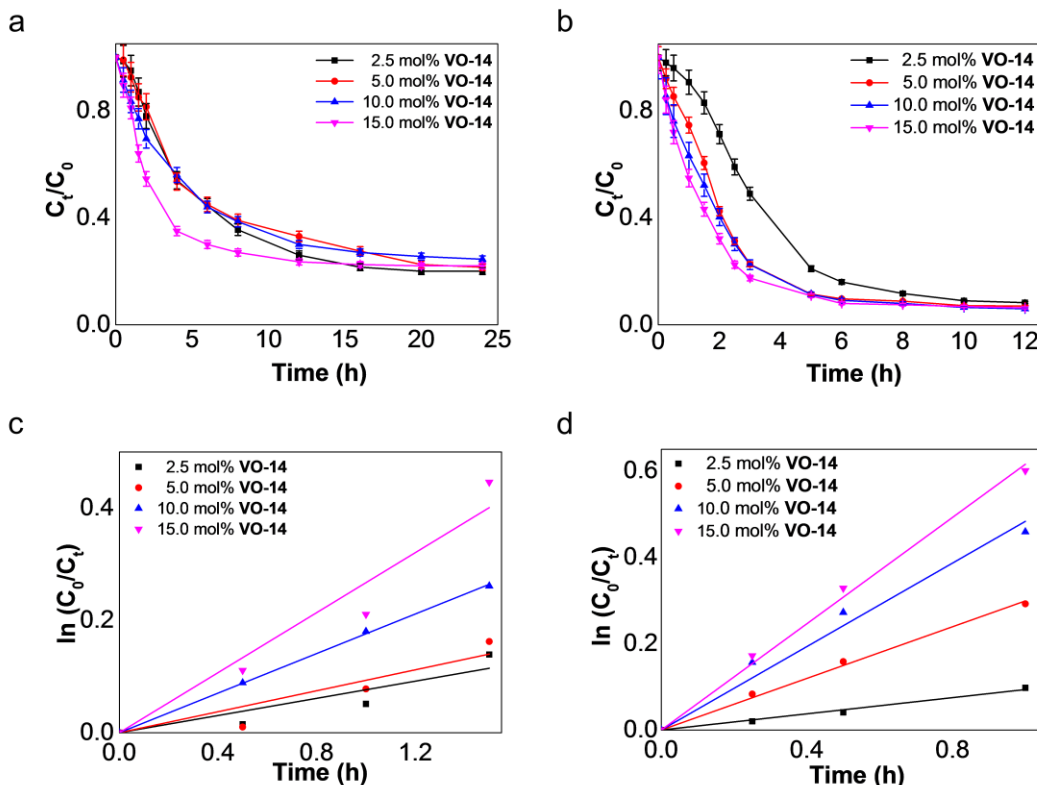 a
C_t/C_0
0.8
0.4
0.0
0 5 10 15 20 25
Time (h)
2.5 mol% VO-14
5.0 mol% VO-14
10.0 mol% VO-14
15.0 mol% VO-14
b
C_t/C_0
0.8
0.4
0.0
0 2 4 6 8 10 12
Time (h)
2.5 mol% VO-14
5.0 mol% VO-14
10.0 mol% VO-14
15.0 mol% VO-14
c
ln (C_0/C_t)
0.4
0.2
0.0
0.0 0.4 0.8 1.2
Time (h)
2.5 mol% VO-14
5.0 mol% VO-14
10.0 mol% VO-14
15.0 mol% VO-14
d
ln (C_0/C_t)
0.6
0.4
0.2
0.0
0.0 0.4 0.8
Time (h)
2.5 mol% VO-14
5.0 mol% VO-14
10.0 mol% VO-14
15.0 mol% VO-14